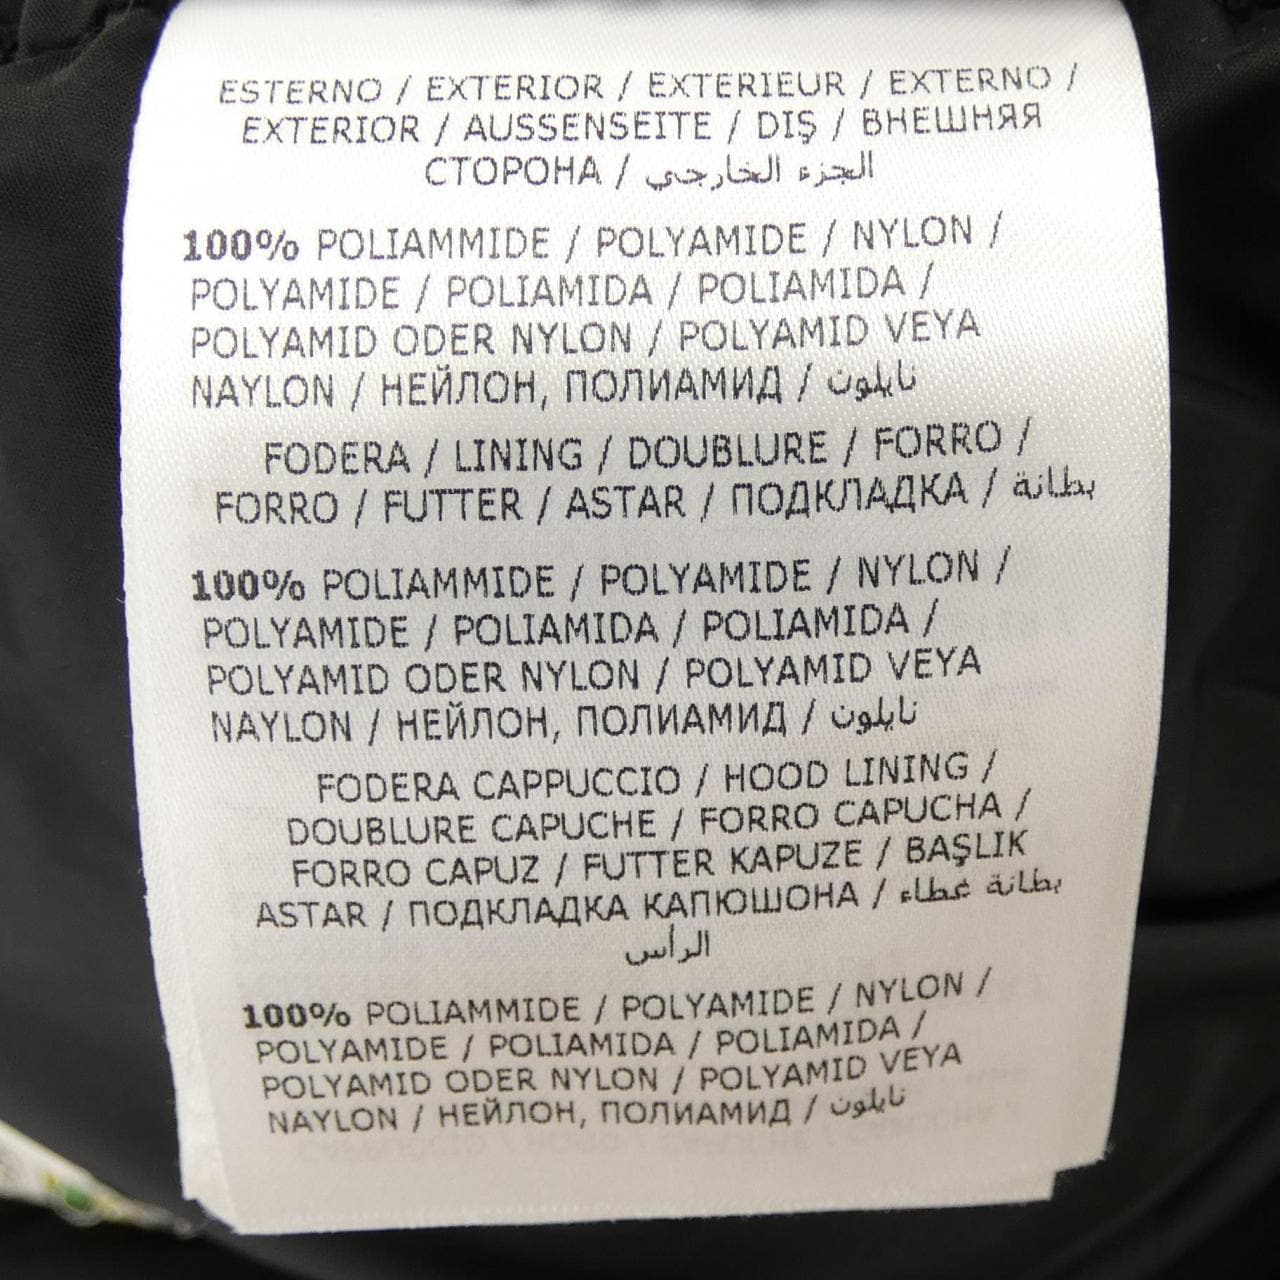 ESTERNO / EXTERIOR / EXTERIEUR / EXTERNO /
EXTERIOR / AUSSENSEITE / DIŞ / ВНЕШНЯЯ
СТОРОНА / الجزء الخارجي
100% POLIAMMIDE / POLYAMIDE / NYLON /
POLYAMIDE / POLIAMIDA / POLIAMIDA /
POLYAMID ODER NYLON / POLYAMID VEYA
NAYLON / НЕЙЛОН, ПОЛИАМИД / نايلون
FODERA / LINING / DOUBLURE / FORRO /
FORRO / FUTTER / ASTAR / ПОДКЛАДКА / بطانة
100% POLIAMMIDE / POLYAMIDE / NYLON /
POLYAMIDE / POLIAMIDA / POLIAMIDA /
POLYAMID ODER NYLON / POLYAMID VEYA
NAYLON / НЕЙЛОН, ПОЛИАМИД / نايلون
FODERA CAPPUCCIO / HOOD LINING /
DOUBLURE CAPUCHE / FORRO CAPUCHA /
FORRO CAPUZ / FUTTER KAPUZE / BAŞLIK
ASTAR / ПОДКЛАДКА КАПЮШОНА / بطانة غطاء
الرأس
100% POLIAMMIDE / POLYAMIDE / NYLON /
POLYAMIDE / POLIAMIDA / POLIAMIDA /
POLYAMID ODER NYLON / POLYAMID VEYA
NAYLON / НЕЙЛОН, ПОЛИАМИД / نايلون